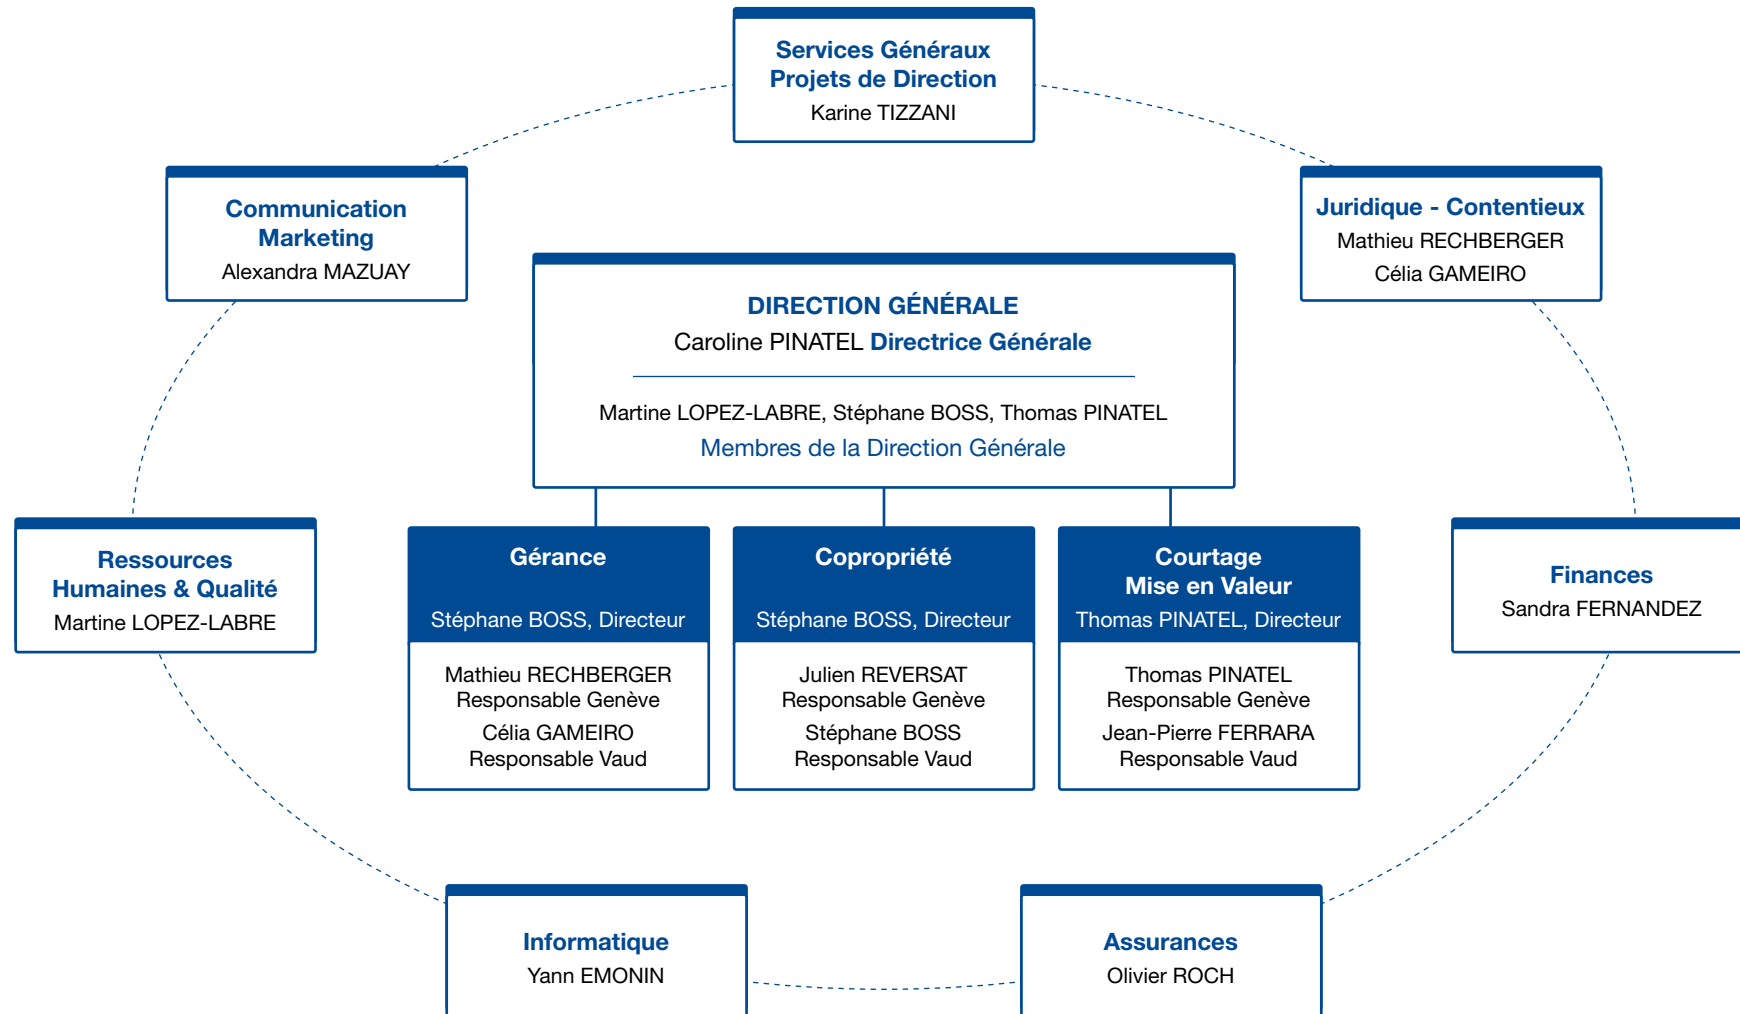 Services Généraux
Projets de Direction
Karine TIZZANI
Communication
Marketing
Alexandra MAZUAY
Juridique - Contentieux
Mathieu RECHBERGER
Célia GAMEIRO
DIRECTION GÉNÉRALE
Caroline PINATEL Directrice Générale
Martine LOPEZ-LABRE, Stéphane BOSS, Thomas PINATEL
Membres de la Direction Générale
Ressources
Humaines & Qualité
Martine LOPEZ-LABRE
Gérance
Stéphane BOSS, Directeur
Mathieu RECHBERGER
Responsable Genève
Célia GAMEIRO
Responsable Vaud
Copropriété
Stéphane BOSS, Directeur
Julien REVERSAT
Responsable Genève
Stéphane BOSS
Responsable Vaud
Courtage
Mise en Valeur
Thomas PINATEL, Directeur
Thomas PINATEL
Responsable Genève
Jean-Pierre FERRARA
Responsable Vaud
Finances
Sandra FERNANDEZ
Informatique
Yann EMONIN
Assurances
Olivier ROCH